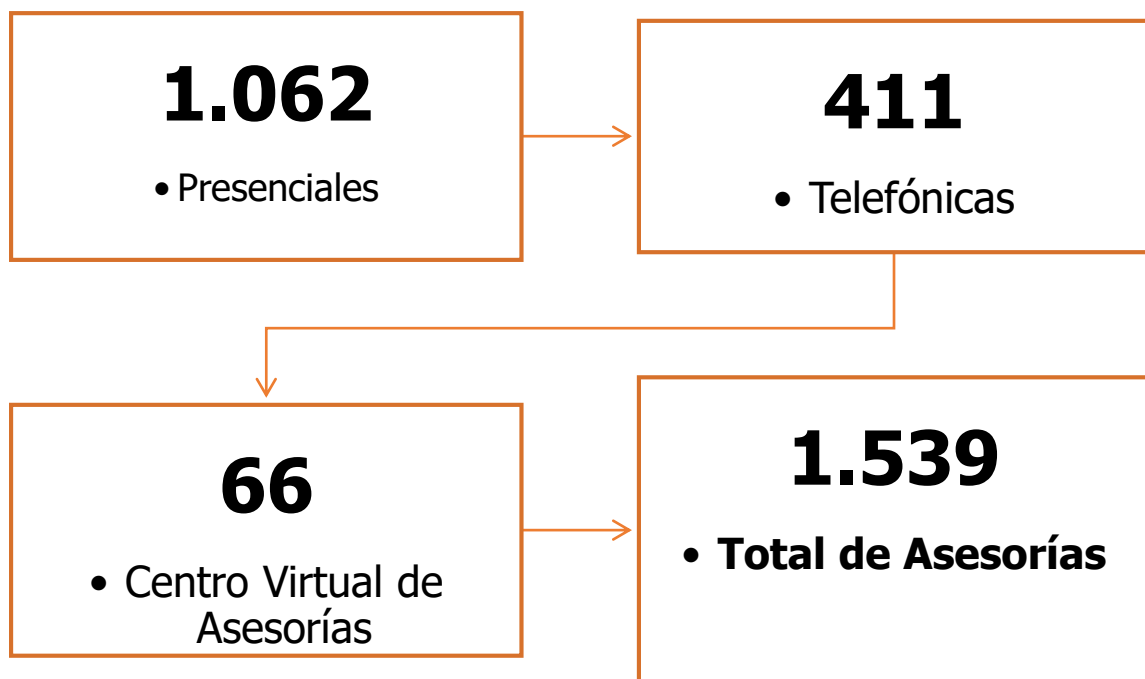 1.062
• Presenciales
411
• Telefónicas
66
• Centro Virtual de
Asesorías
1.539
• Total de Asesorías